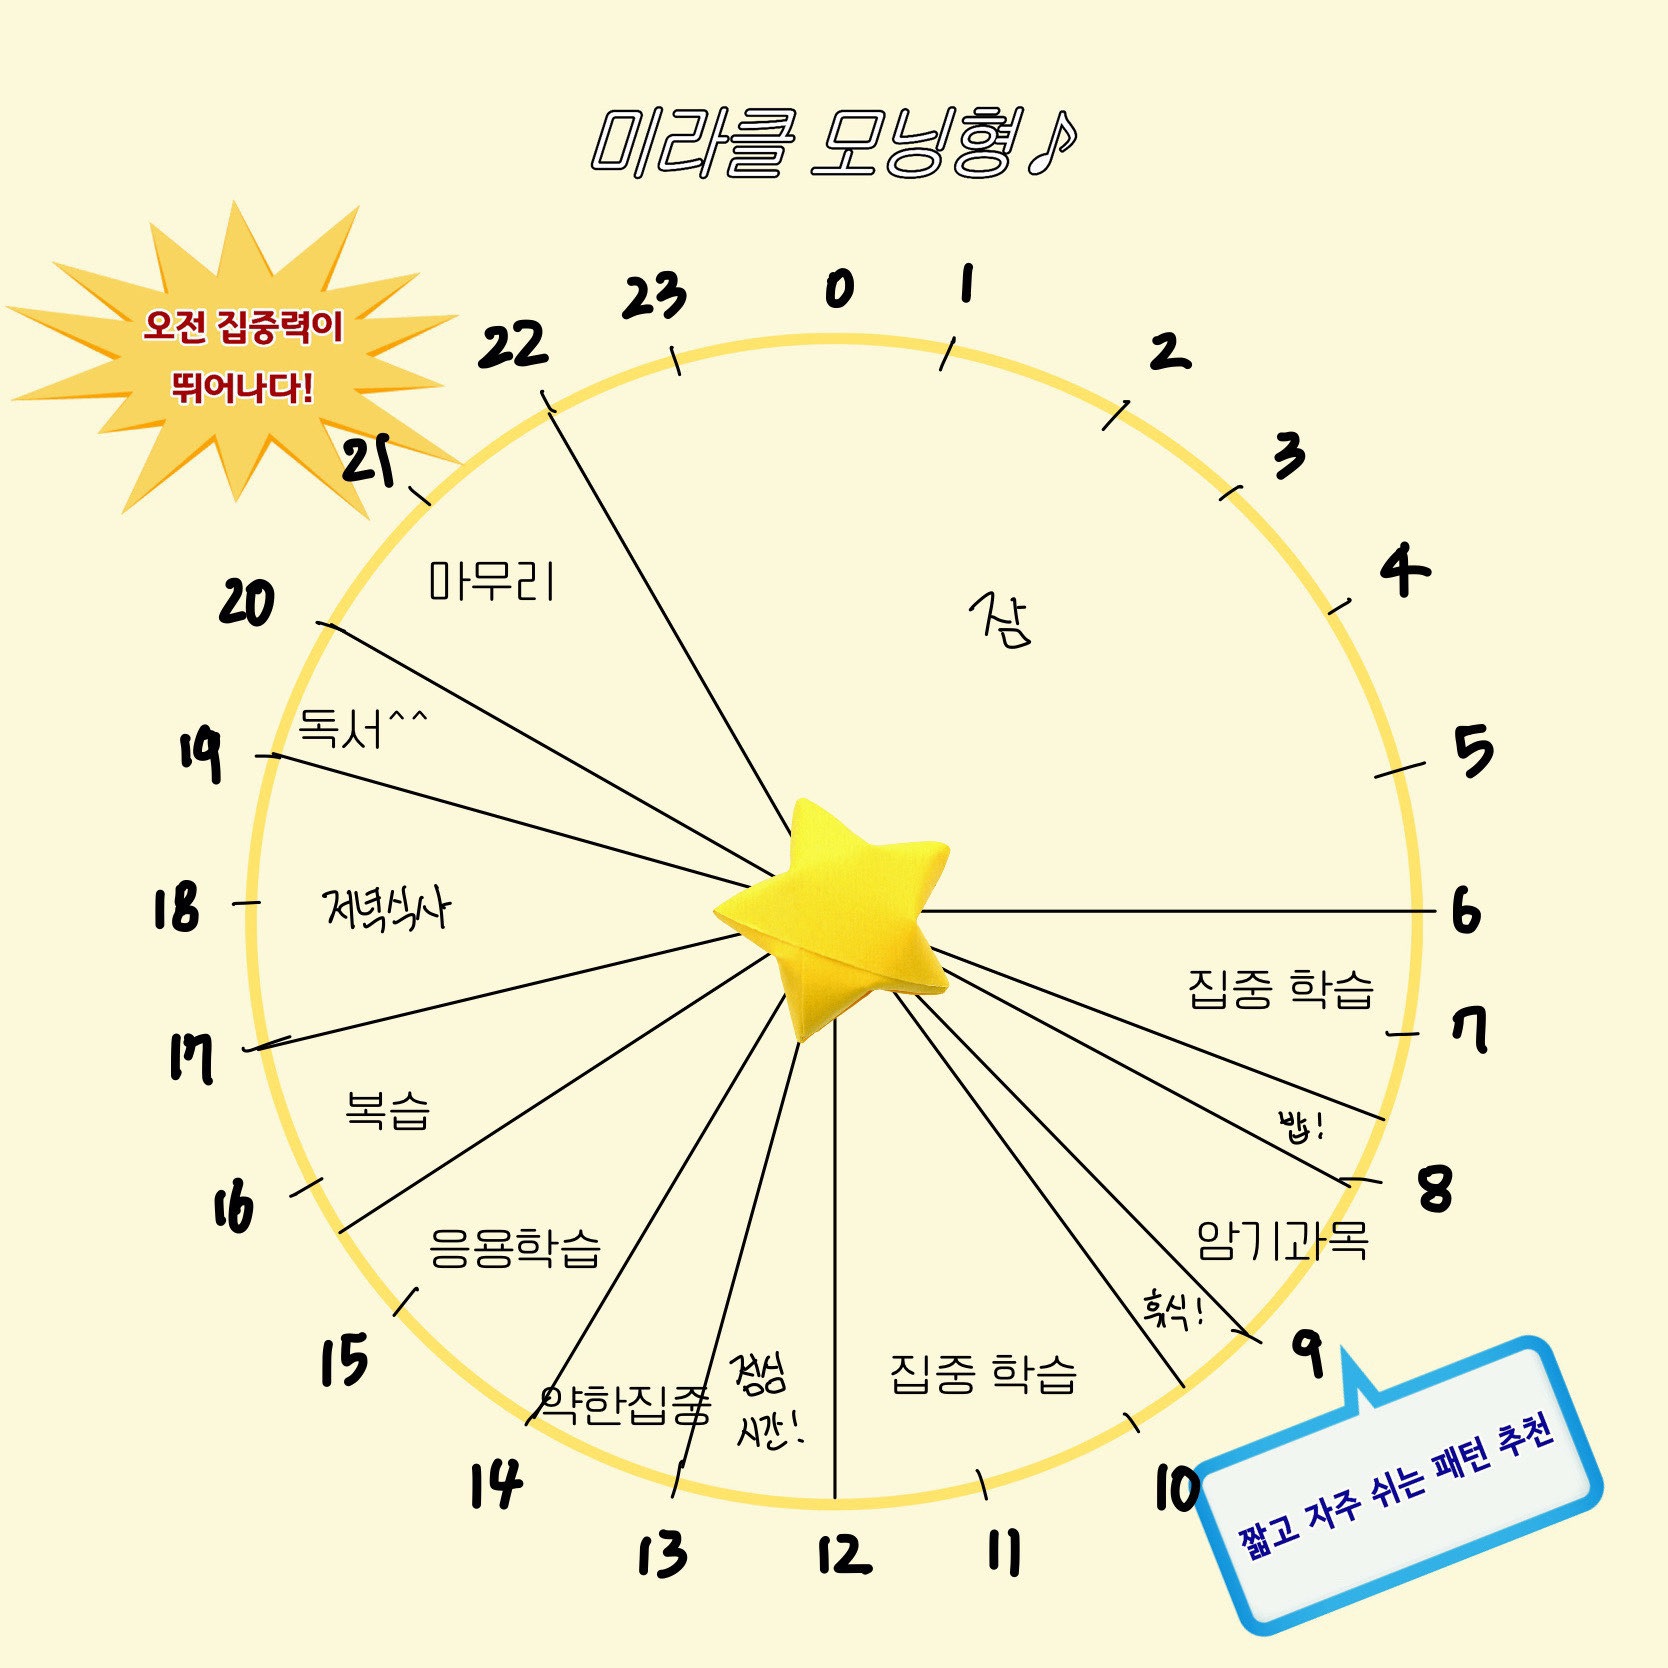 미라클 모닝형♪
오전 집중력이
뛰어나다!
0
1
2
3
4
5
6
7
8
9
10
11
12
13
14
15
16
17
18
19
20
21
22
23
잠
집중 학습
밥!
암기과목
휴식!
집중 학습
점심
시간!
약한집중
응용학습
복습
저녁식사
독서^^
마무리
짧고 자주 쉬는 패턴 추천